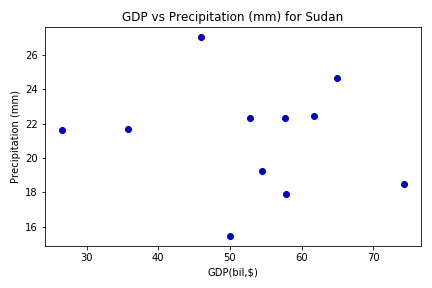 GDP vs Precipitation (mm) for Sudan
Precipitation (mm)
26
24
22
20
18
16
30 40 50 60 70
GDP(bil,$)